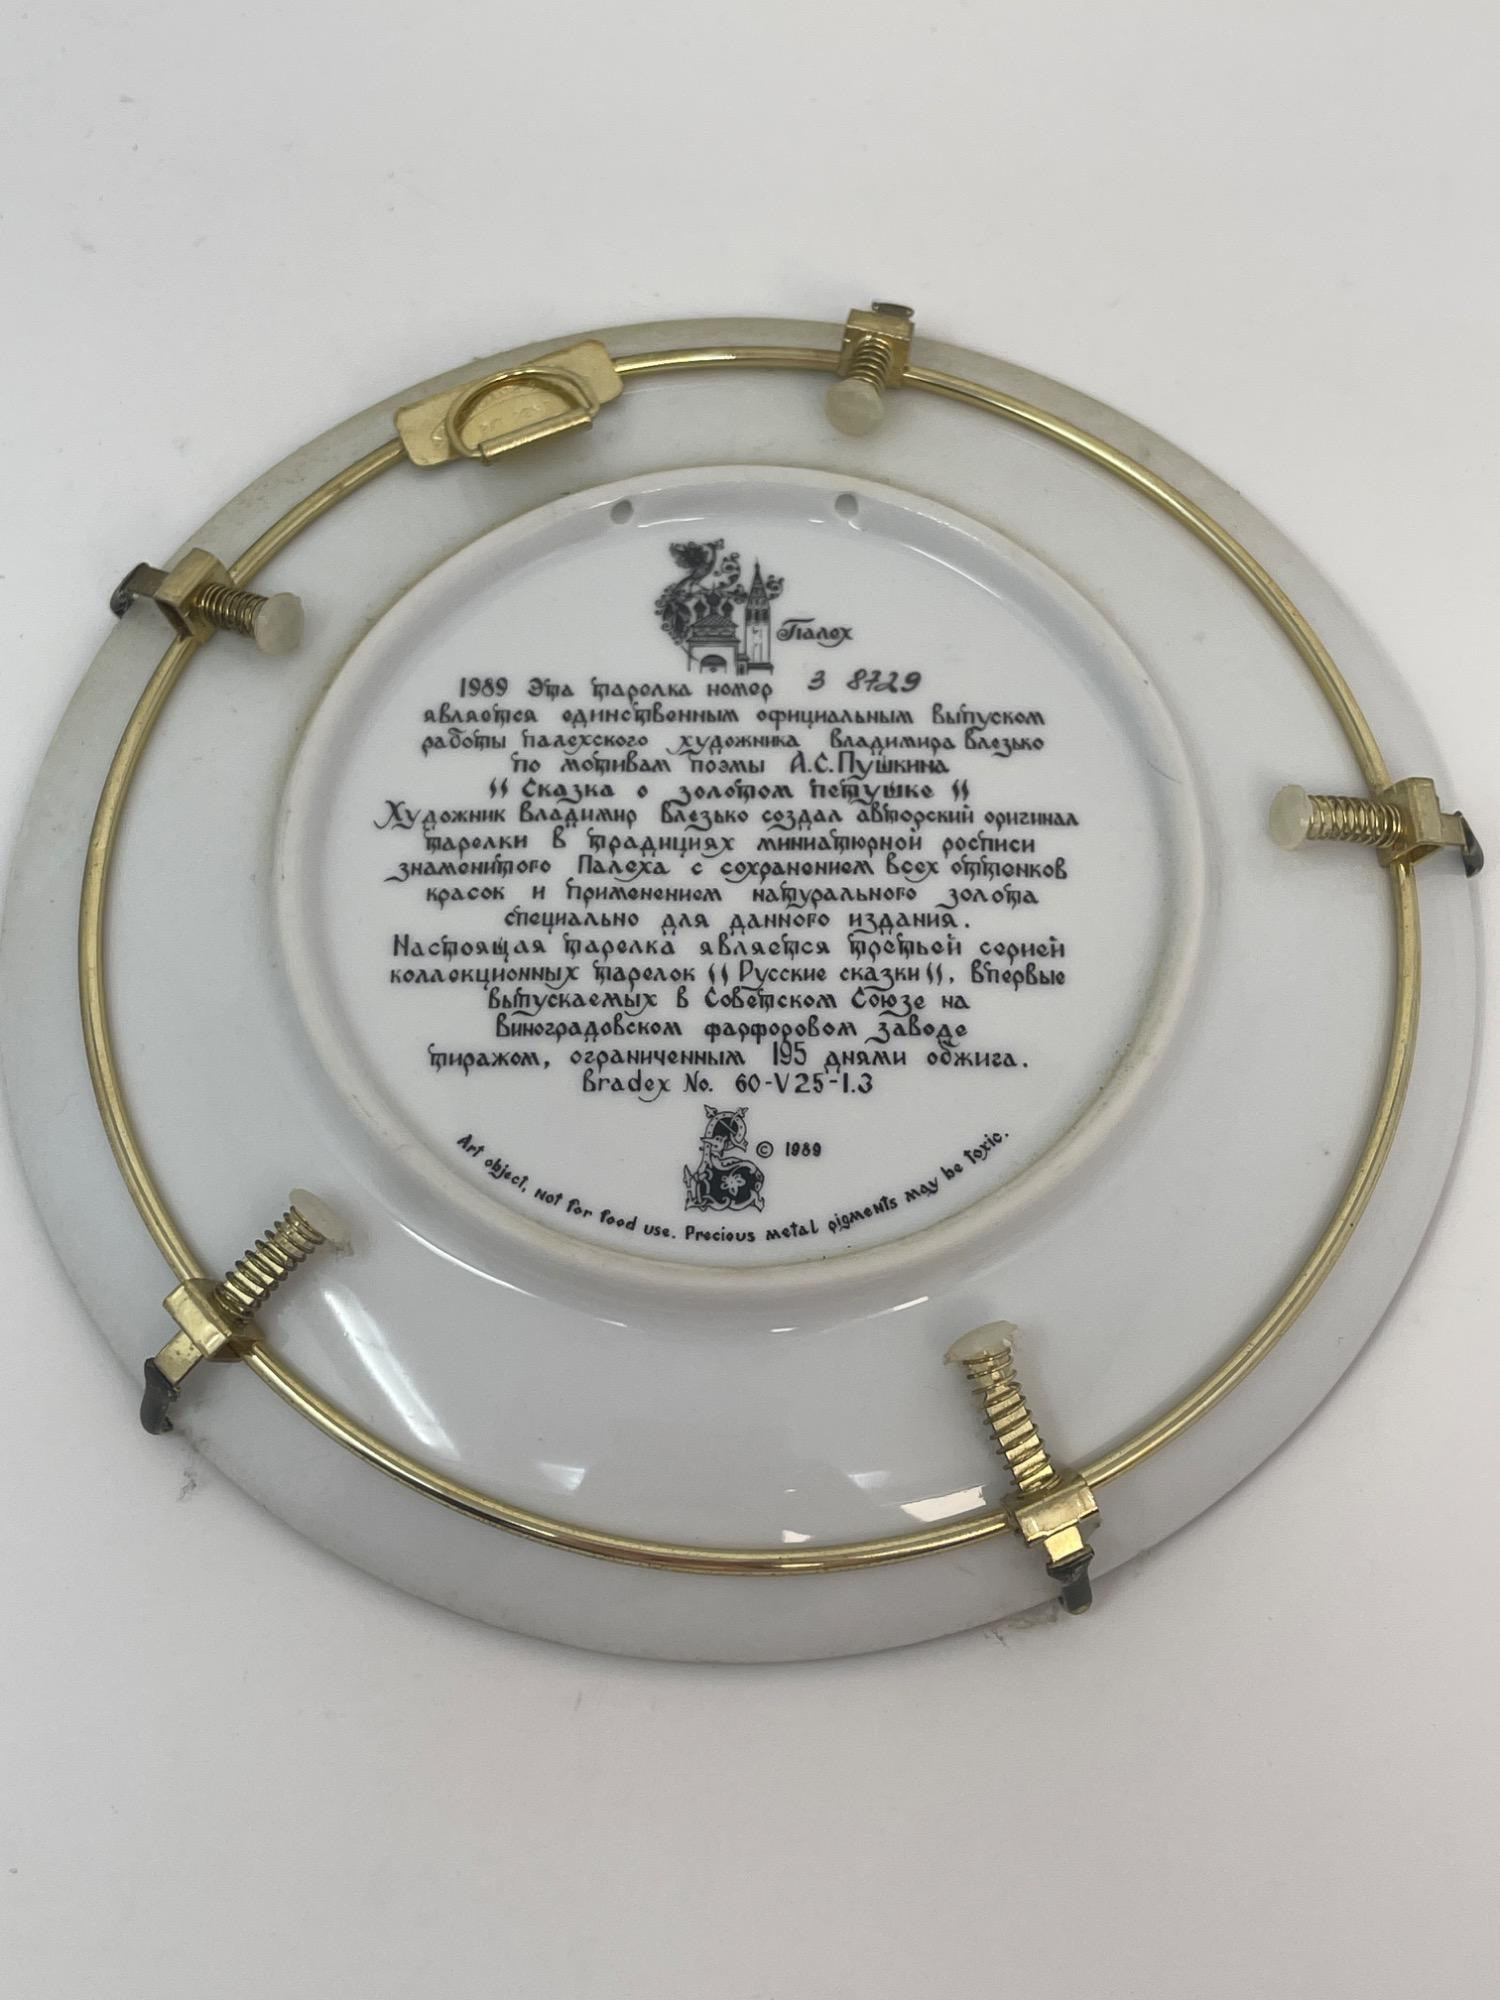 Палех
1989 Эта тарелка номер 3 8729
является единственным официальным выпуском
работы палехского художника Владимира Влезько
по мотивам поэмы А.С.Пушкина
"Сказка о золотом петушке"
Художник Владимир Влезько создал авторский оригинал
тарелки в традициях миниатюрной росписи
знаменитого Палеха с сохранением всех оттенков
красок и применением натурального золота
специально для данного издания.
Настоящая тарелка является третьей серией
коллекционных тарелок "Русские сказки", впервые
выпускаемых в Советском Союзе на
Виноградовском фарфоровом заводе
тиражом, ограниченным 195 днями обжига.
Bradex No. 60-V25-1.3
© 1989
Art object, not for food use. Precious metal pigments may be toxic.